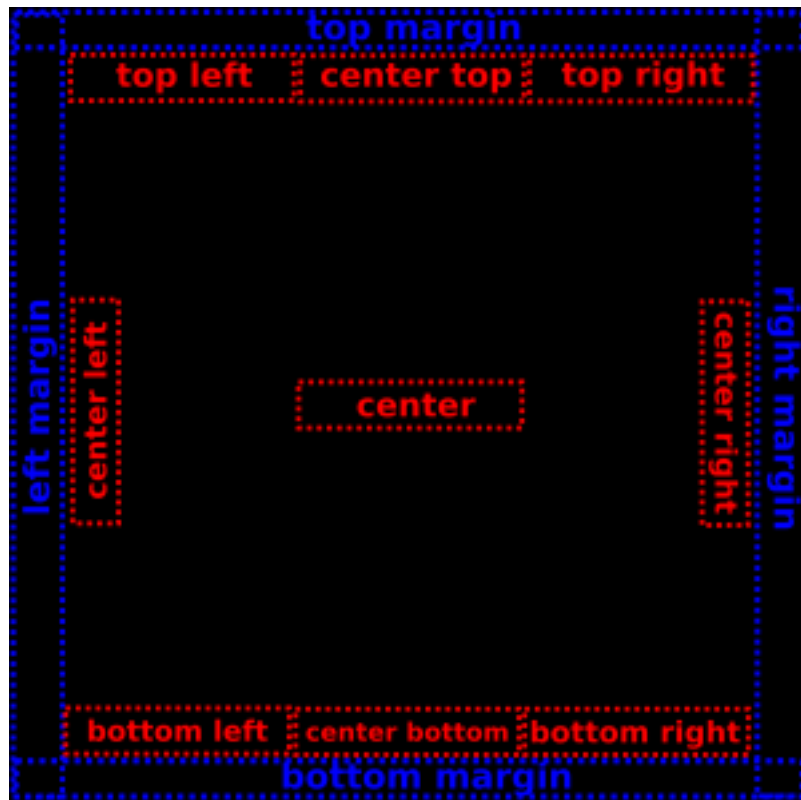 top margin
top left
center top
top right
left margin
center left
center
center right
right margin
bottom left
center bottom
bottom right
bottom margin